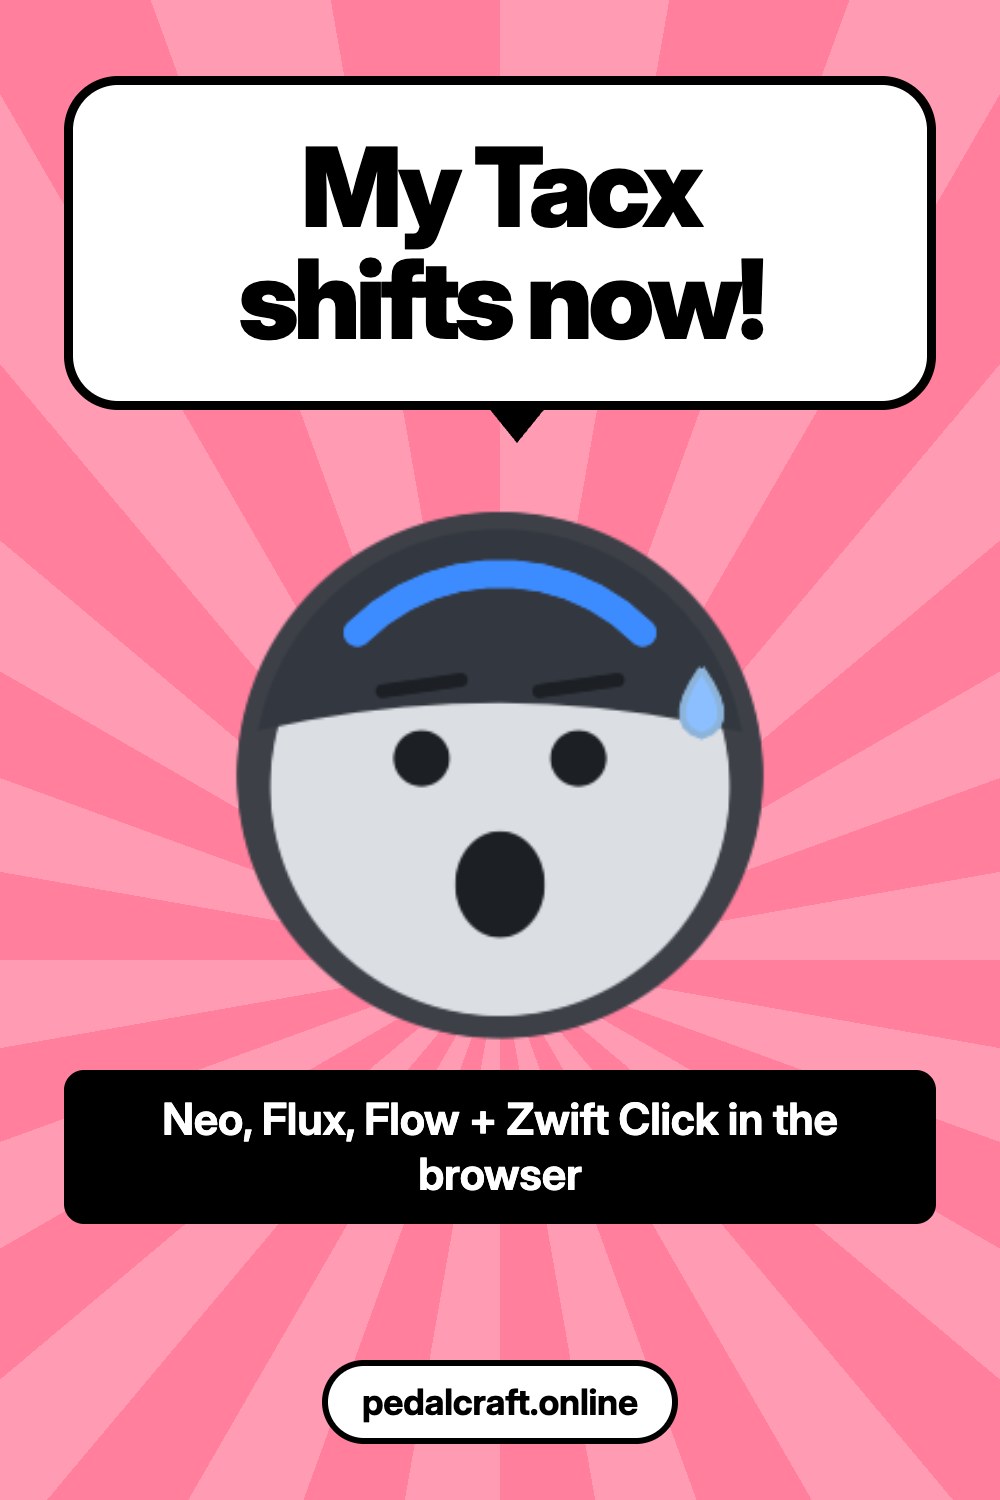 My Tacx
shifts now!
Neo, Flux, Flow + Zwift Click in the
browser
pedalcraft.online